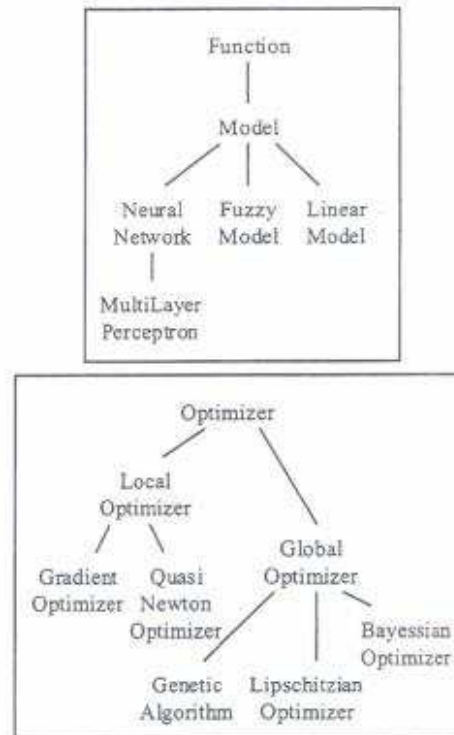 Function
Model
Neural Fuzzy Linear
Network Model Model
MultiLayer
Perceptron
Optimizer
Local
Optimizer
Global
Optimizer
Gradient Quasi
Optimizer Newton
Optimizer
Bayessian
Optimizer
Genetic Lipschitzian
Algorithm Optimizer